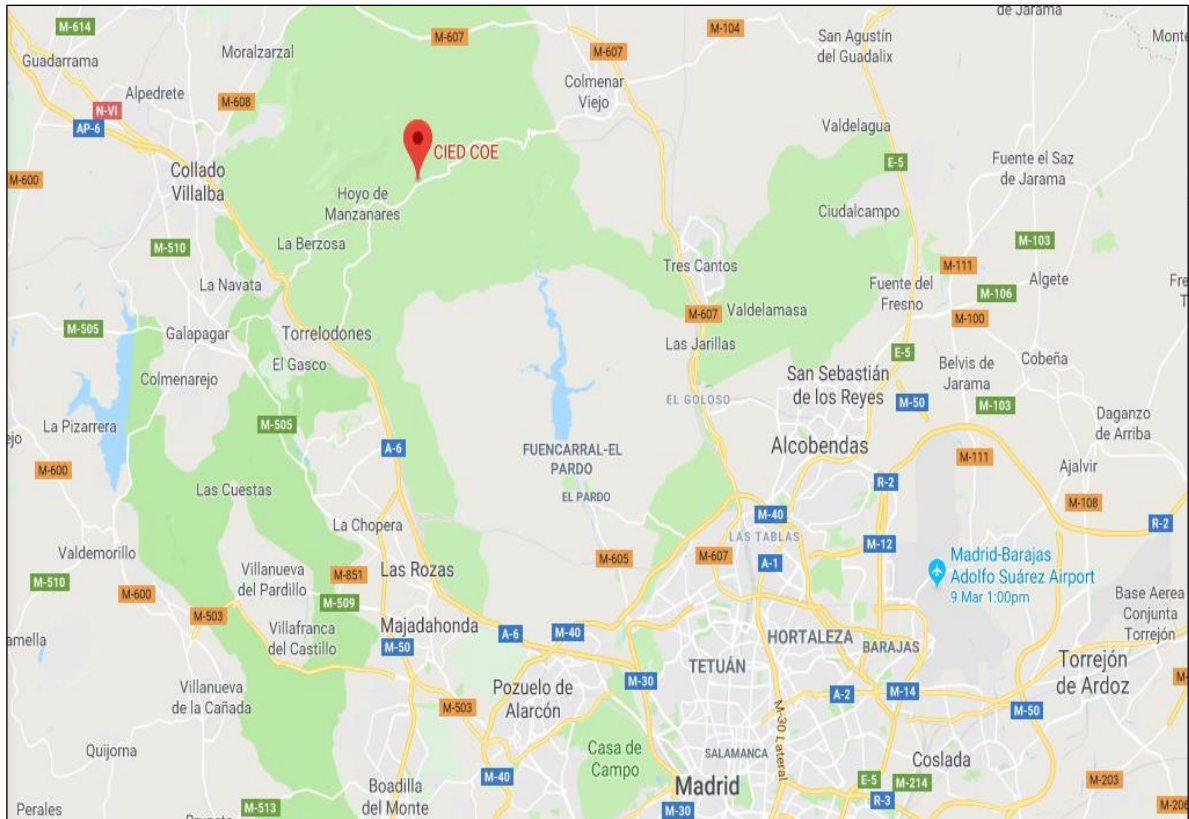 de Jarama
Monte
M-614
M-607
M-104
San Agustín
del Guadalix
Guadarrama
Moralzarzal
M-607
Colmenar
Viejo
Alpedrete
M-608
N-VI
AP-6
Valdelagua
CIED COE
E-5
Fuente el Saz
de Jarama
Collado
Villalba
M-600
Hoyo de
Manzanares
Ciudalcampo
M-510
La Berzosa
M-103
Tres Cantos
M-111
Algete
La Navata
Fuente del
Fresno
M-106
M-607
Valdelamasa
M-100
M-505
Galapagar
Torrelodones
Las Jarillas
E-5
El Gasco
Belvis de
Jarama
Cobeña
Colmenarejo
San Sebastián
de los Reyes
EL GOLOSO
M-50
M-103
Daganzo
de Arriba
La Pizarrera
M-505
ejo
A-6
FUENCARRAL-EL
PARDO
Alcobendas
M-111
M-600
Ajalvir
Las Cuestas
EL PARDO
R-2
M-108
M-40
R-2
La Chopera
LAS TABLAS
M-12
Valdemorillo
M-605
M-607
A-1
Madrid-Barajas
Adolfo Suárez Airport
9 Mar 1:00pm
Villanueva
del Pardillo
M-851
Las Rozas
M-510
M-600
M-509
Base Aerea
Conjunta
Torrejón
M-503
Villafranca
del Castillo
Majadahonda
A-6
M-40
HORTALEZA
M-50
BARAJAS
amella
TETUÁN
Torrejón
de Ardoz
M-30
Villanueva
de la Cañada
Pozuelo de
Alarcón
A-2
M-14
M-503
M-50
M-30 Lateral
Quijorna
Casa de
Campo
SALAMANCA
Coslada
M-40
Boadilla
del Monte
Madrid
E-5
M-214
M-203
Perales
M-513
M-30
R-3
M-206